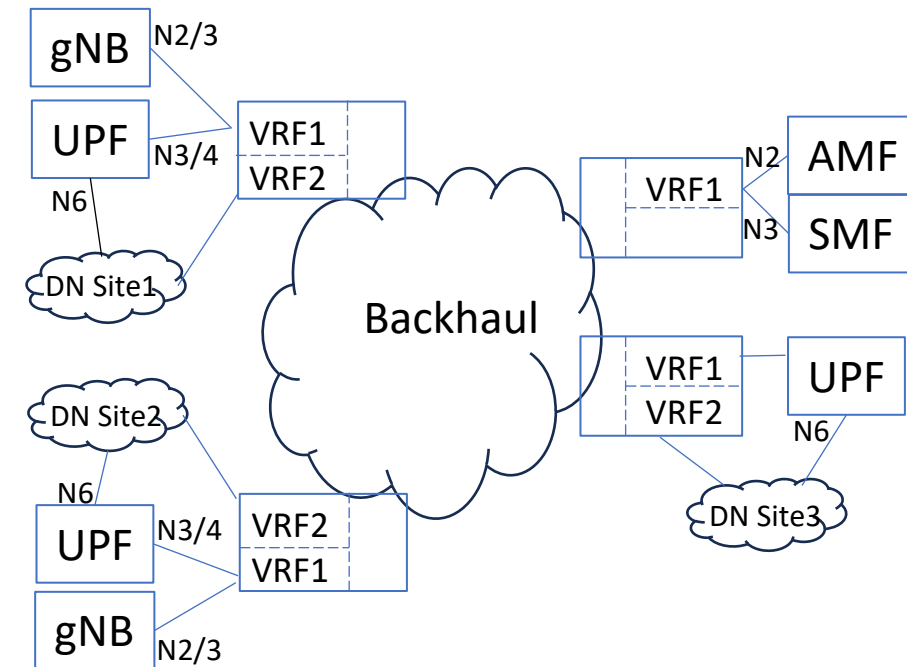 gNB
N2/3
UPF
N3/4
VRF1
VRF2
N6
DN Site1
Backhaul
VRF1
N2
AMF
N3
SMF
VRF1
VRF2
UPF
N6
DN Site3
DN Site2
N6
UPF
N3/4
VRF2
VRF1
gNB
N2/3